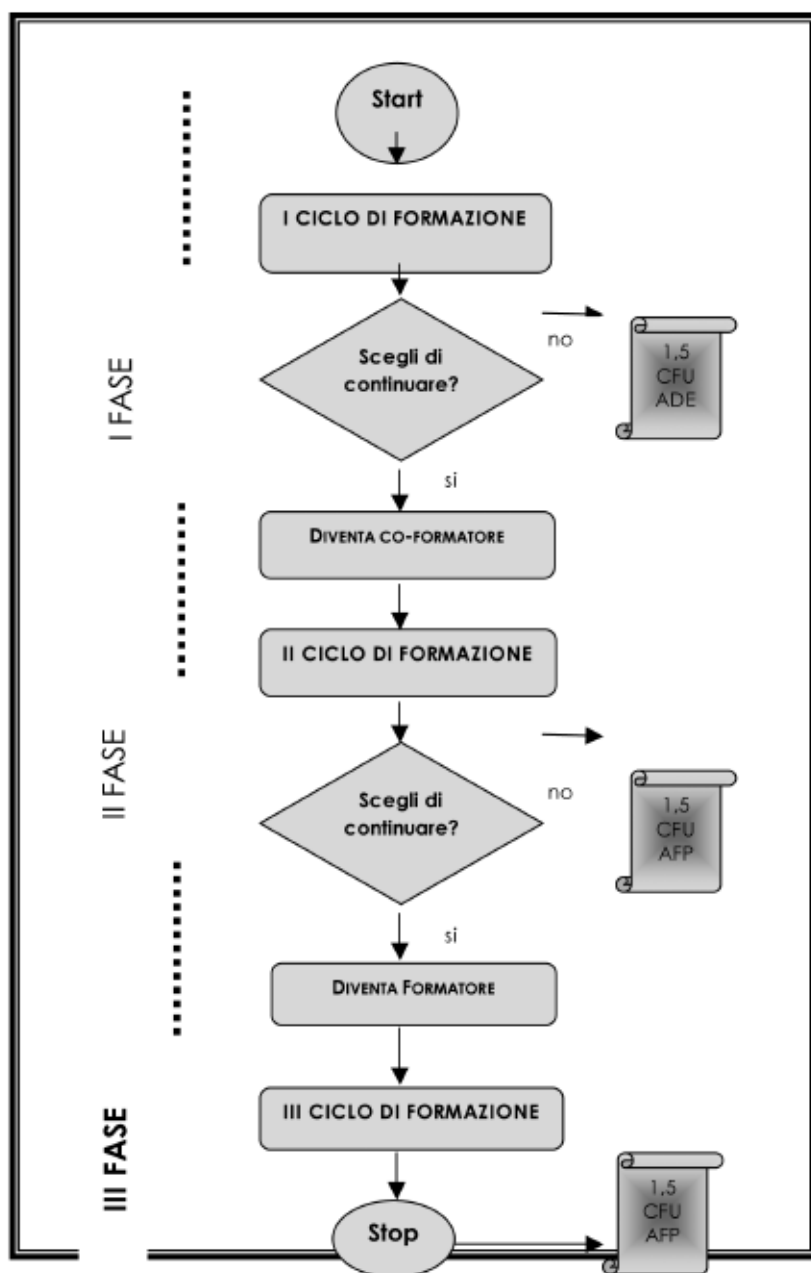 Start
I CICLO DI FORMAZIONE
Scegli di
continuare?
no
1,5
CFU
ADE
I FASE
si
DIVENTA CO-FORMATORE
II CICLO DI FORMAZIONE
II FASE
Scegli di
continuare?
no
1,5
CFU
AFP
si
DIVENTA FORMATORE
III CICLO DI FORMAZIONE
III FASE
Stop
1,5
CFU
AFP